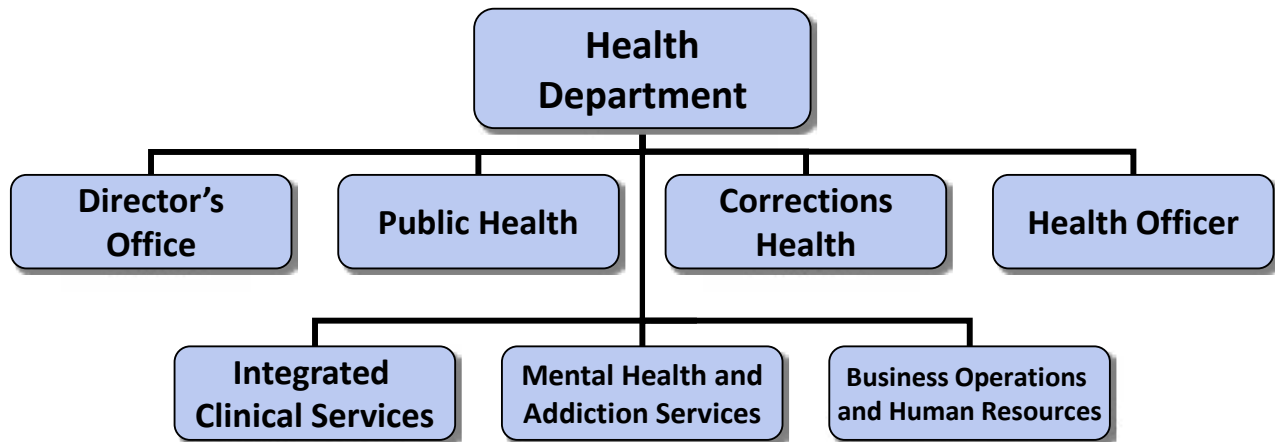 Health
Department
Director’s
Office
Public Health
Corrections
Health
Health Officer
Integrated
Clinical Services
Mental Health and
Addiction Services
Business Operations
and Human Resources